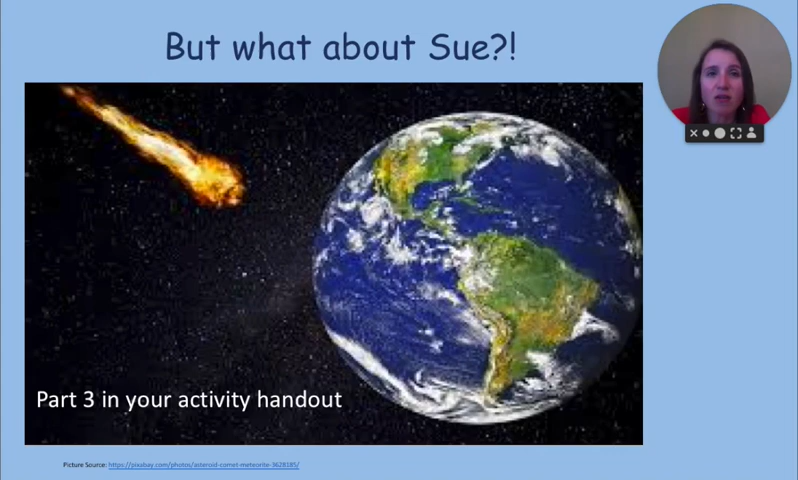 But what about Sue?!
Part 3 in your activity handout
Picture Source: https://pixabay.com/photos/asteroid-comet-meteorite-3628185/